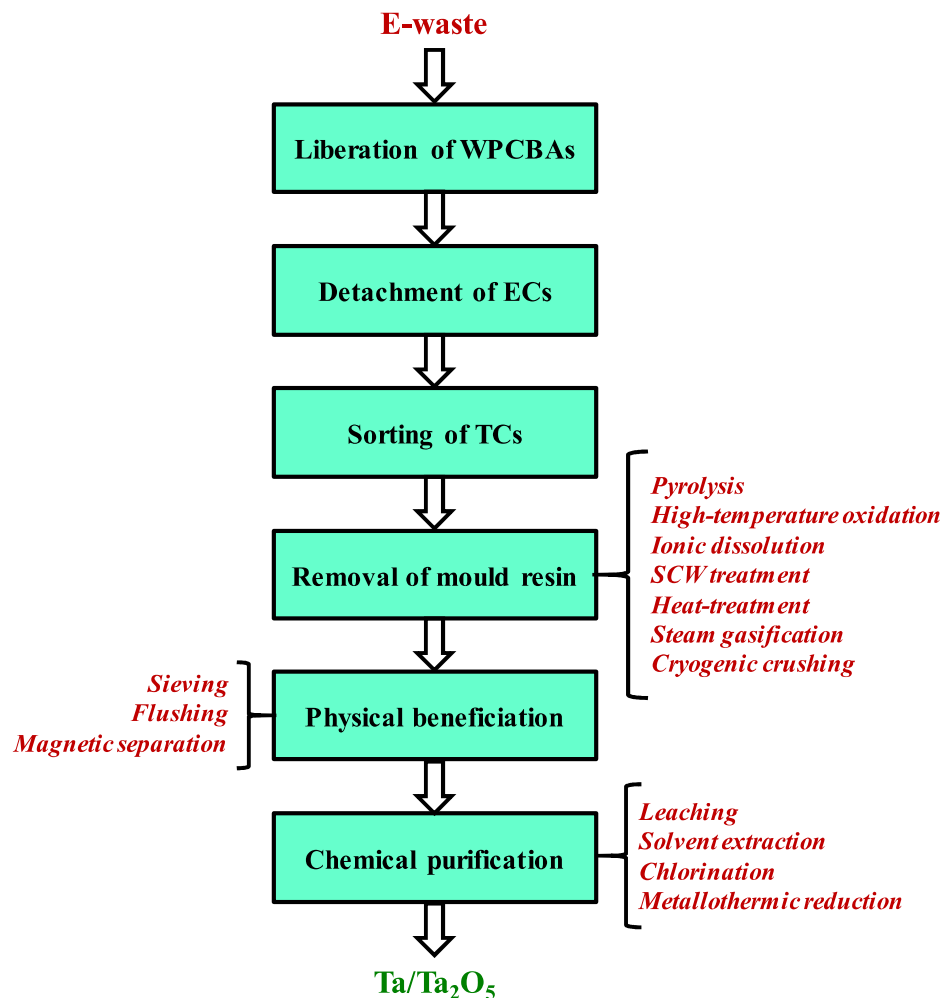 E-waste
Liberation of WPCBAs
Detachment of ECs
Sorting of TCs
Removal of mould resin
Pyrolysis
High-temperature oxidation
Ionic dissolution
SCW treatment
Heat-treatment
Steam gasification
Cryogenic crushing
Physical beneficiation
Sieving
Flushing
Magnetic separation
Chemical purification
Leaching
Solvent extraction
Chlorination
Metallothermic reduction
Ta/Ta₂O₅